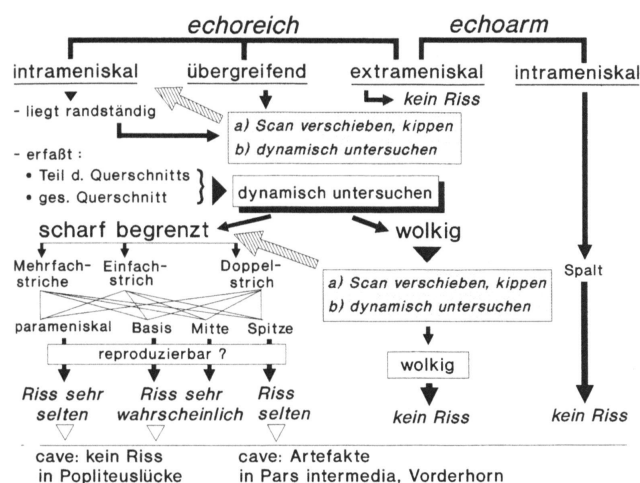 echoreich echoarm
intrameniskal übergreifend extrameniskal intrameniskal
kein Riss
- liegt randständig
a) Scan verschieben, kippen
b) dynamisch untersuchen
- erfaßt :
• Teil d. Querschnitts
• ges. Querschnitt
dynamisch untersuchen
scharf begrenzt wolkig
Mehrfach-
striche
Einfach-
strich
Doppel-
strich
a) Scan verschieben, kippen
b) dynamisch untersuchen
Spalt
parameniskal Basis Mitte Spitze
reproduzierbar ?
wolkig
Riss sehr
selten
Riss sehr
wahrscheinlich
Riss
selten
kein Riss
kein Riss
cave: kein Riss
in Popliteuslücke
cave: Artefakte
in Pars intermedia, Vorderhorn